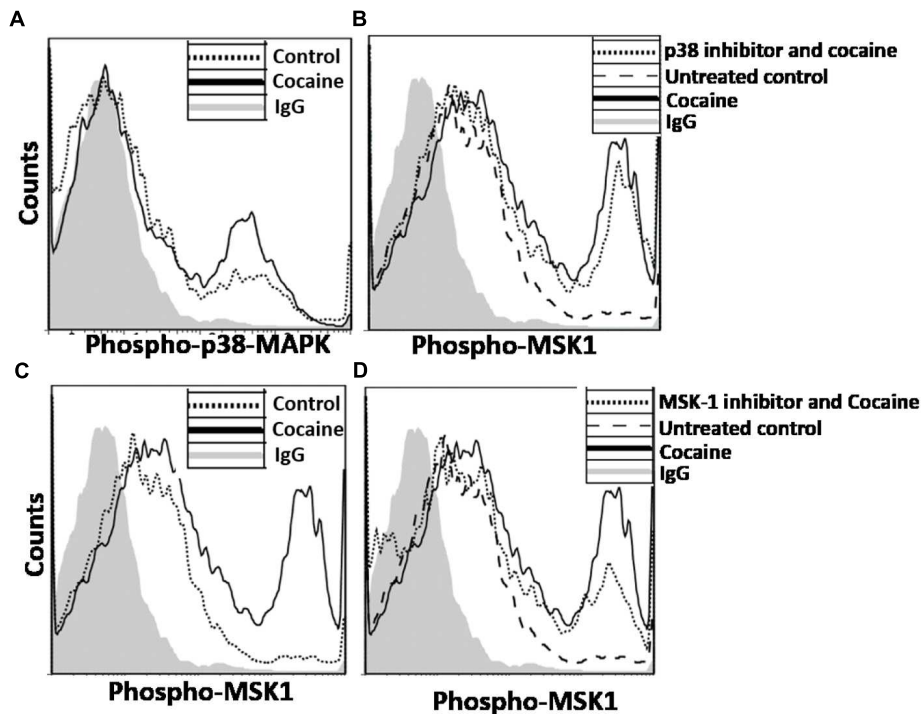 A
Control
Cocaine
IgG
Counts
Phospho-p38-MAPK
B
p38 inhibitor and cocaine
Untreated control
Cocaine
IgG
Phospho-MSK1
C
Control
Cocaine
IgG
Counts
Phospho-MSK1
D
MSK-1 inhibitor and Cocaine
Untreated control
Cocaine
IgG
Phospho-MSK1